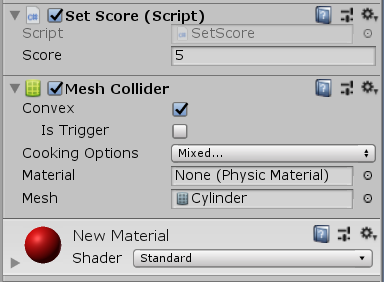 Set Score (Script)
Script SetScore
Score 5
Mesh Collider
Convex
Is Trigger
Cooking Options Mixed...
Material None (Physic Material)
Mesh Cylinder
New Material
Shader Standard